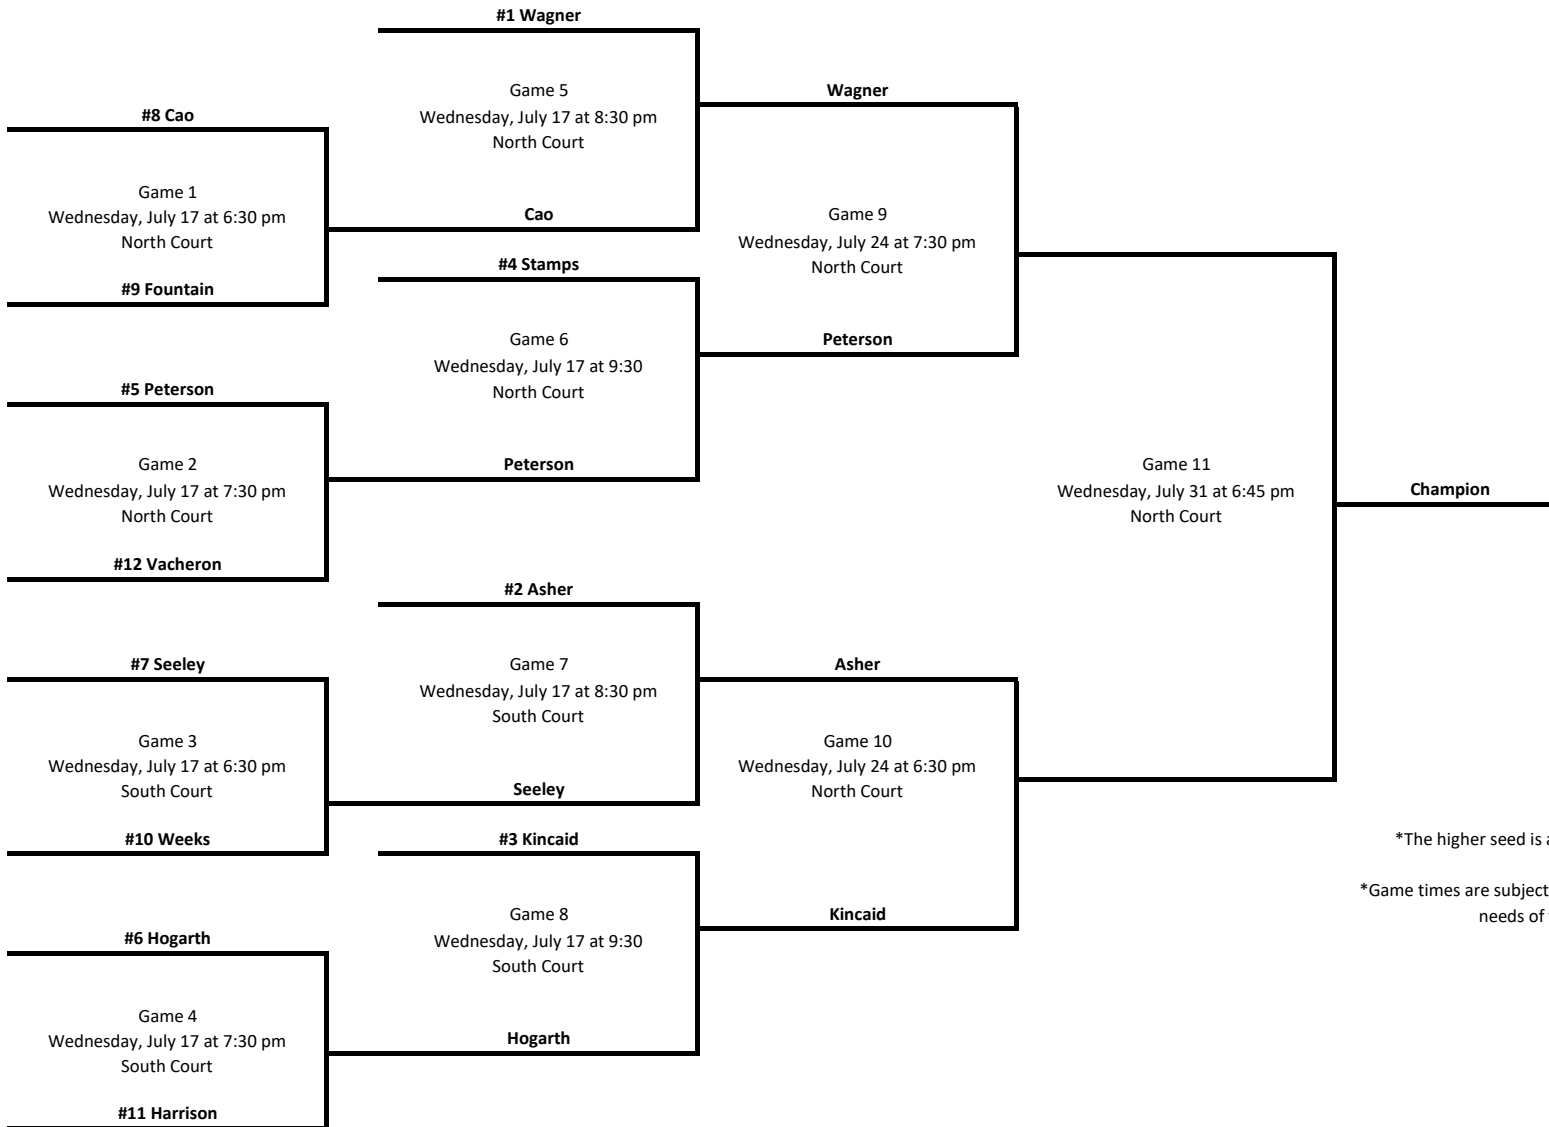 #1 Wagner
Game 5
Wednesday, July 17 at 8:30 pm
North Court
Wagner
#8 Cao
Game 1
Wednesday, July 17 at 6:30 pm
North Court
Cao
#9 Fountain
#4 Stamps
Game 9
Wednesday, July 24 at 7:30 pm
North Court
Game 6
Wednesday, July 17 at 9:30
North Court
Peterson
#5 Peterson
Game 2
Wednesday, July 17 at 7:30 pm
North Court
Peterson
#12 Vacheron
Game 11
Wednesday, July 31 at 6:45 pm
North Court
Champion
#2 Asher
#7 Seeley
Game 7
Wednesday, July 17 at 8:30 pm
South Court
Asher
Game 3
Wednesday, July 17 at 6:30 pm
South Court
Seeley
#10 Weeks
Game 10
Wednesday, July 24 at 6:30 pm
North Court
#3 Kincaid
Game 8
Wednesday, July 17 at 9:30
South Court
Kincaid
#6 Hogarth
Game 4
Wednesday, July 17 at 7:30 pm
South Court
Hogarth
#11 Harrison
*The higher seed is
*Game times are subject
needs of